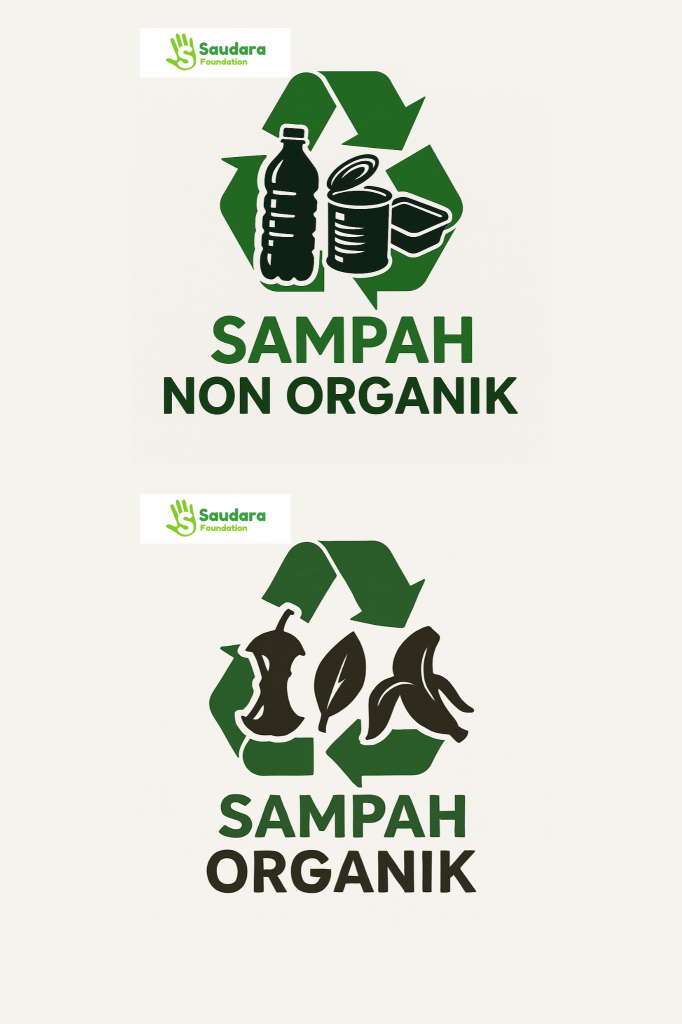 Saudara
Foundation
SAMPAH
NON ORGANIK
Saudara
Foundation
SAMPAH
ORGANIK